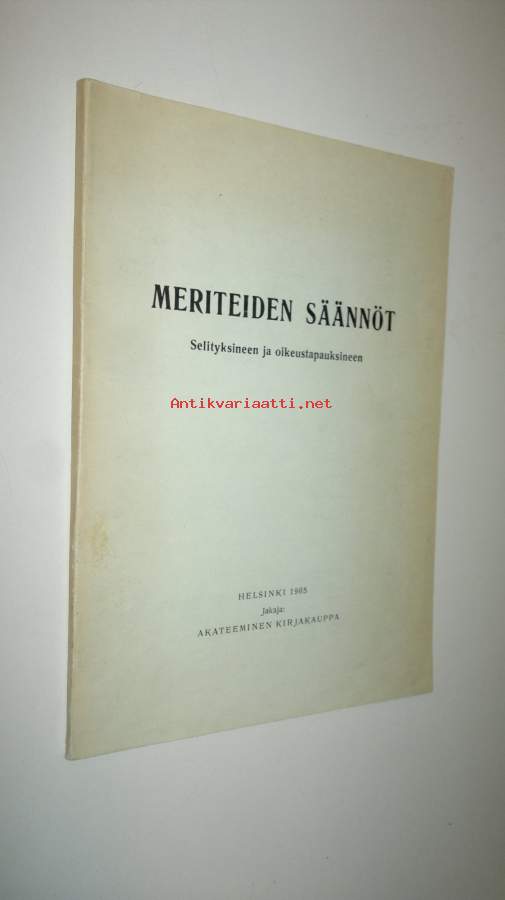 MERITEIDEN SÄÄNNÖT
Selityksineen ja oikeustapauksineen
Antikvariaatti.net
HELSINKI 1965
Jakaja:
AKATEEMINEN KIRJAKAUPPA